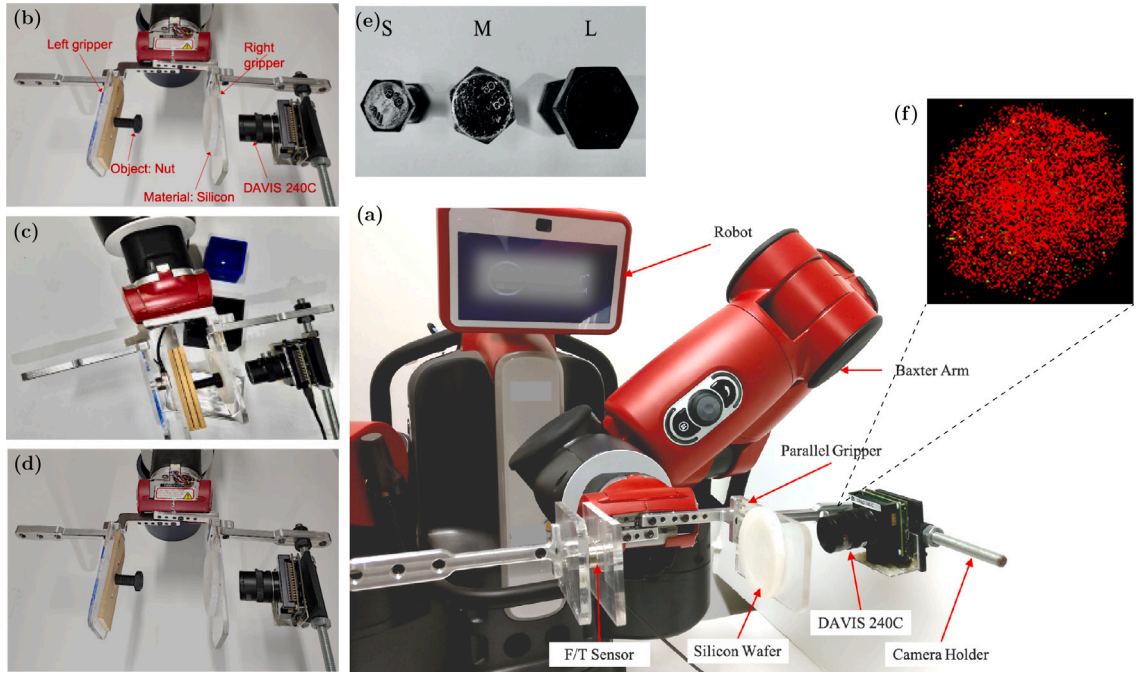 (b)
Left gripper
Right
gripper
Object: Nut
Material: Silicon
DAVIS 240C
(c)
(d)
(e)
S M L
(f)
(a)
Robot
Baxter Arm
Parallel Gripper
DAVIS 240C
F/T Sensor
Silicon Wafer
Camera Holder